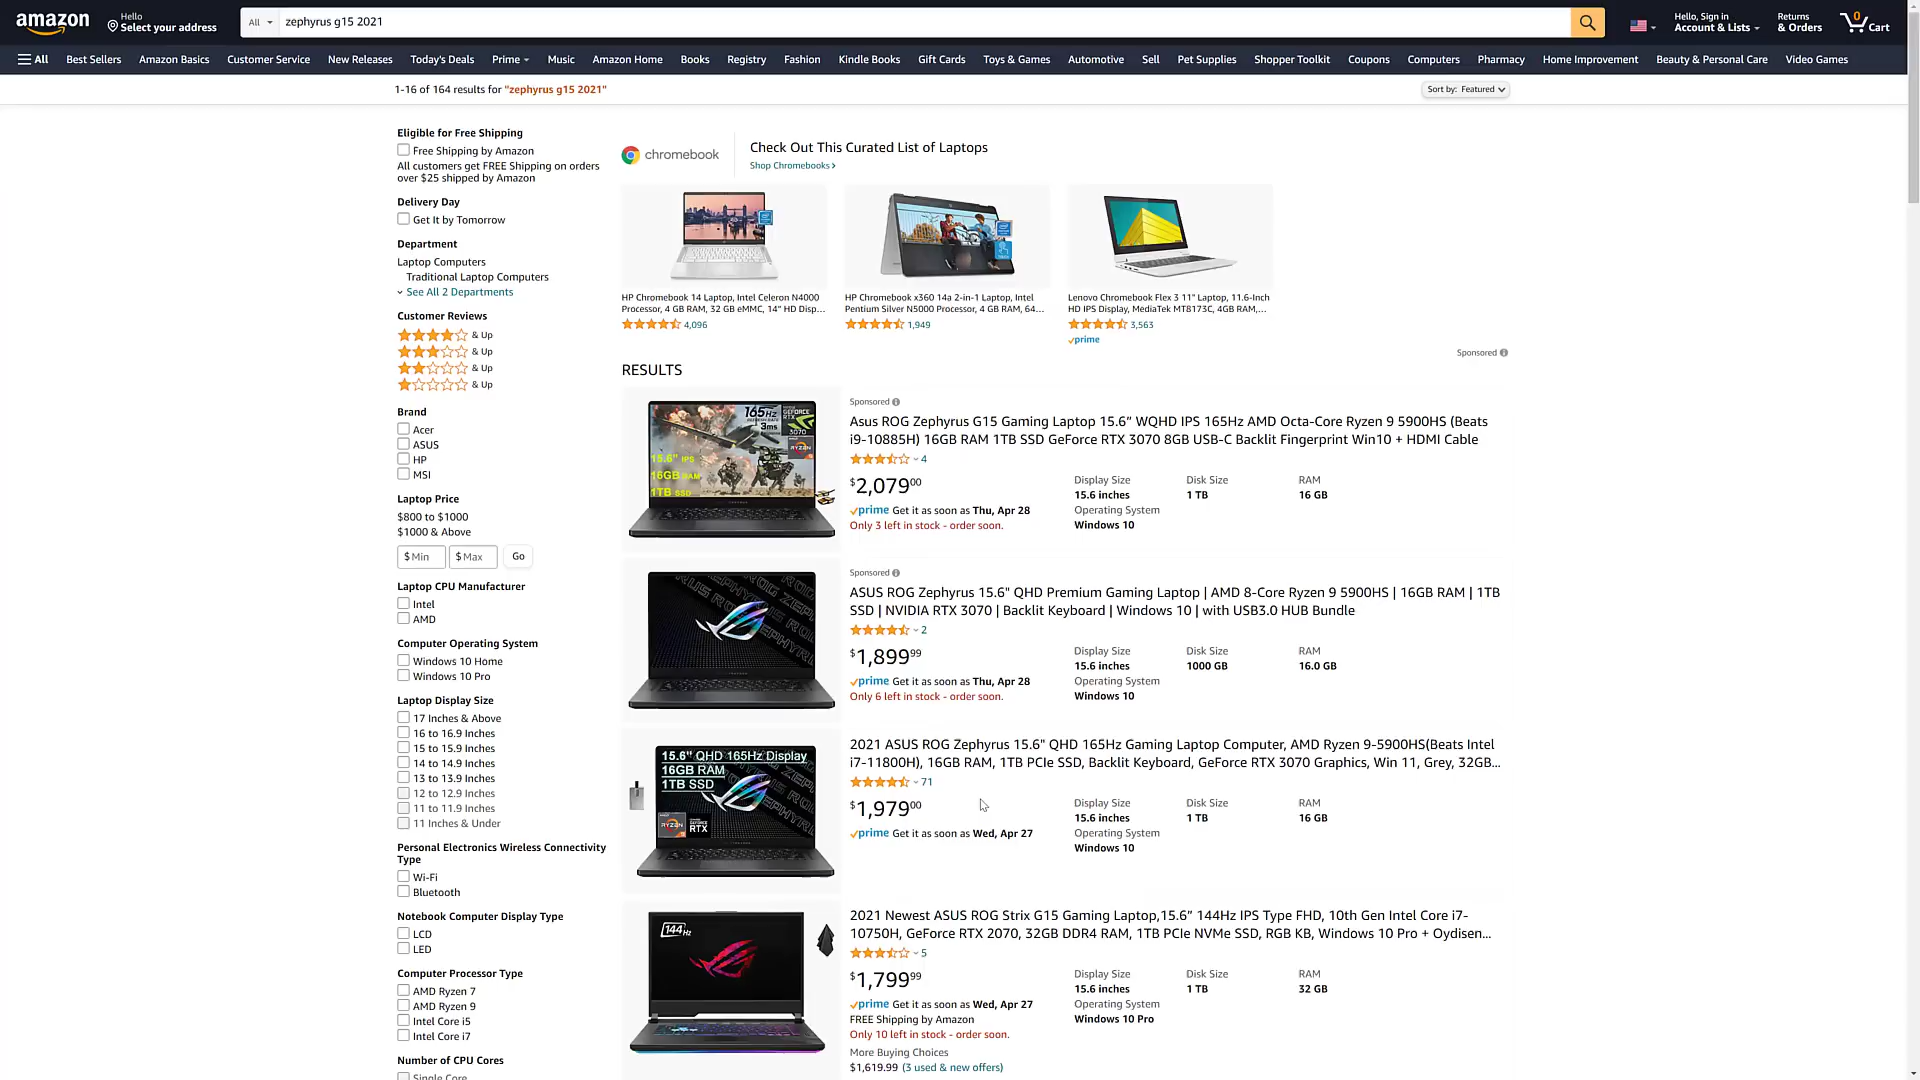 amazon
Hello
Select your address
All
zephyrus g15 2021
Hello, Sign in
Account & Lists
Returns
& Orders
0
Cart
All
Best Sellers
Amazon Basics
Customer Service
New Releases
Today's Deals
Prime
Music
Amazon Home
Books
Registry
Fashion
Kindle Books
Gift Cards
Toys & Games
Automotive
Sell
Pet Supplies
Shopper Toolkit
Coupons
Computers
Pharmacy
Home Improvement
Beauty & Personal Care
Video Games
1-16 of 164 results for "zephyrus g15 2021"
Sort by: Featured
Eligible for Free Shipping
Free Shipping by Amazon
All customers get FREE Shipping on orders
over $25 shipped by Amazon
Delivery Day
Get It by Tomorrow
Department
Laptop Computers
Traditional Laptop Computers
See All 2 Departments
Customer Reviews
& Up
& Up
& Up
& Up
Brand
Acer
ASUS
HP
MSI
Laptop Price
$800 to $1000
$1000 & Above
$ Min
$ Max
Go
Laptop CPU Manufacturer
Intel
AMD
Computer Operating System
Windows 10 Home
Windows 10 Pro
Laptop Display Size
17 Inches & Above
16 to 16.9 Inches
15 to 15.9 Inches
14 to 14.9 Inches
13 to 13.9 Inches
12 to 12.9 Inches
11 to 11.9 Inches
11 Inches & Under
Personal Electronics Wireless Connectivity
Type
Wi-Fi
Bluetooth
Notebook Computer Display Type
LCD
LED
Computer Processor Type
AMD Ryzen 7
AMD Ryzen 9
Intel Core i5
Intel Core i7
Number of CPU Cores
Single Core
chromebook
Check Out This Curated List of Laptops
Shop Chromebooks ›
HP Chromebook 14 Laptop, Intel Celeron N4000
Processor, 4 GB RAM, 32 GB eMMC, 14" HD Disp…
4,096
HP Chromebook x360 14a 2-in-1 Laptop, Intel
Pentium Silver N5000 Processor, 4 GB RAM, 64…
1,949
Lenovo Chromebook Flex 3 11" Laptop, 11.6-Inch
HD IPS Display, MediaTek MT8173C, 4GB RAM,…
3,563
prime
Sponsored
RESULTS
165Hz
REFRESH RATE
3ms
GEFORCE
RTX
3070
RYZEN
15.6" IPS
16GB RAM
1TB SSD
Sponsored
Asus ROG Zephyrus G15 Gaming Laptop 15.6” WQHD IPS 165Hz AMD Octa-Core Ryzen 9 5900HS (Beats
i9-10885H) 16GB RAM 1TB SSD GeForce RTX 3070 8GB USB-C Backlit Fingerprint Win10 + HDMI Cable
4
$2,079 00
prime Get it as soon as Thu, Apr 28
Only 3 left in stock - order soon.
Display Size
15.6 inches
Disk Size
1 TB
RAM
16 GB
Operating System
Windows 10
Sponsored
ASUS ROG Zephyrus 15.6" QHD Premium Gaming Laptop | AMD 8-Core Ryzen 9 5900HS | 16GB RAM | 1TB
SSD | NVIDIA RTX 3070 | Backlit Keyboard | Windows 10 | with USB3.0 HUB Bundle
2
$1,899 99
prime Get it as soon as Thu, Apr 28
Only 6 left in stock - order soon.
Display Size
15.6 inches
Disk Size
1000 GB
RAM
16.0 GB
Operating System
Windows 10
15.6" QHD 165Hz Display
16GB RAM
1TB SSD
RYZEN
RTX
2021 ASUS ROG Zephyrus 15.6" QHD 165Hz Gaming Laptop Computer, AMD Ryzen 9-5900HS(Beats Intel
i7-11800H), 16GB RAM, 1TB PCIe SSD, Backlit Keyboard, GeForce RTX 3070 Graphics, Win 11, Grey, 32GB…
71
$1,979 00
prime Get it as soon as Wed, Apr 27
Display Size
15.6 inches
Disk Size
1 TB
RAM
16 GB
Operating System
Windows 10
144Hz
2021 Newest ASUS ROG Strix G15 Gaming Laptop,15.6” 144Hz IPS Type FHD, 10th Gen Intel Core i7-
10750H, GeForce RTX 2070, 32GB DDR4 RAM, 1TB PCIe NVMe SSD, RGB KB, Windows 10 Pro + Oydisen…
5
$1,799 99
prime Get it as soon as Wed, Apr 27
FREE Shipping by Amazon
Only 10 left in stock - order soon.
More Buying Choices
$1,619.99 (3 used & new offers)
Display Size
15.6 inches
Disk Size
1 TB
RAM
32 GB
Operating System
Windows 10 Pro